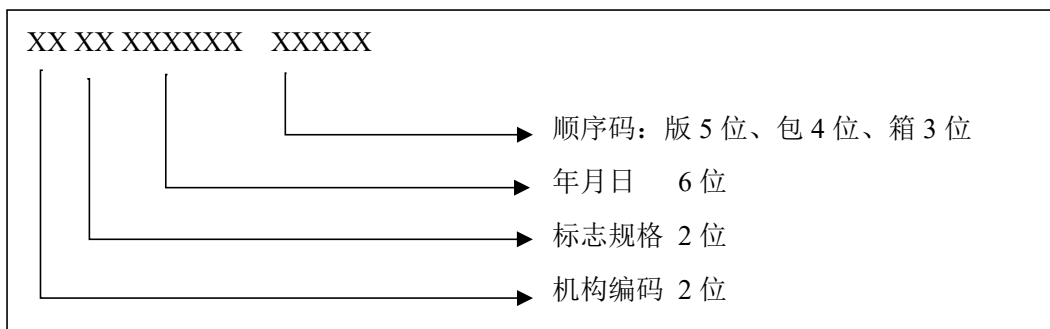 XX XX XXXXXX XXXXX
顺序码：版 5 位、包 4 位、箱 3 位
年月日 6 位
标志规格 2 位
机构编码 2 位